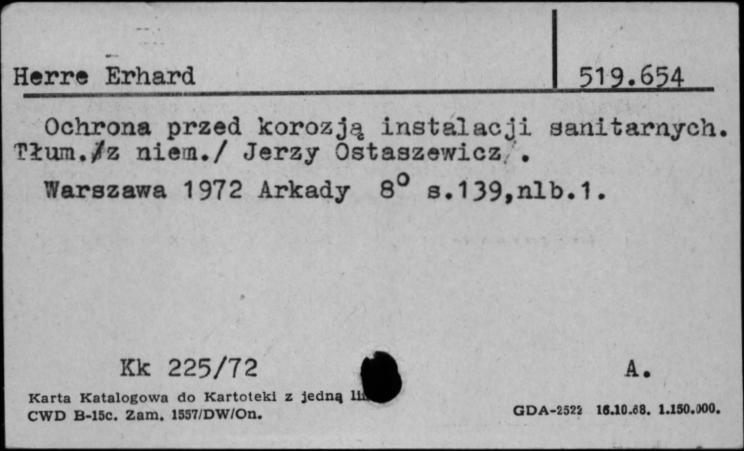 Herre Erhard 519.654
Ochrona przed korozją instalacji sanitarnych.
Tłum./z niem./ Jerzy Ostaszewicz.
Warszawa 1972 Arkady 8° s.139,nlb.1.
Kk 225/72 A.
Karta Katalogowa do Kartoteki z jedną
CWD B-15c. Zam. 1557/DW/On. GDA-2522 16.10.68. 1.150.000.